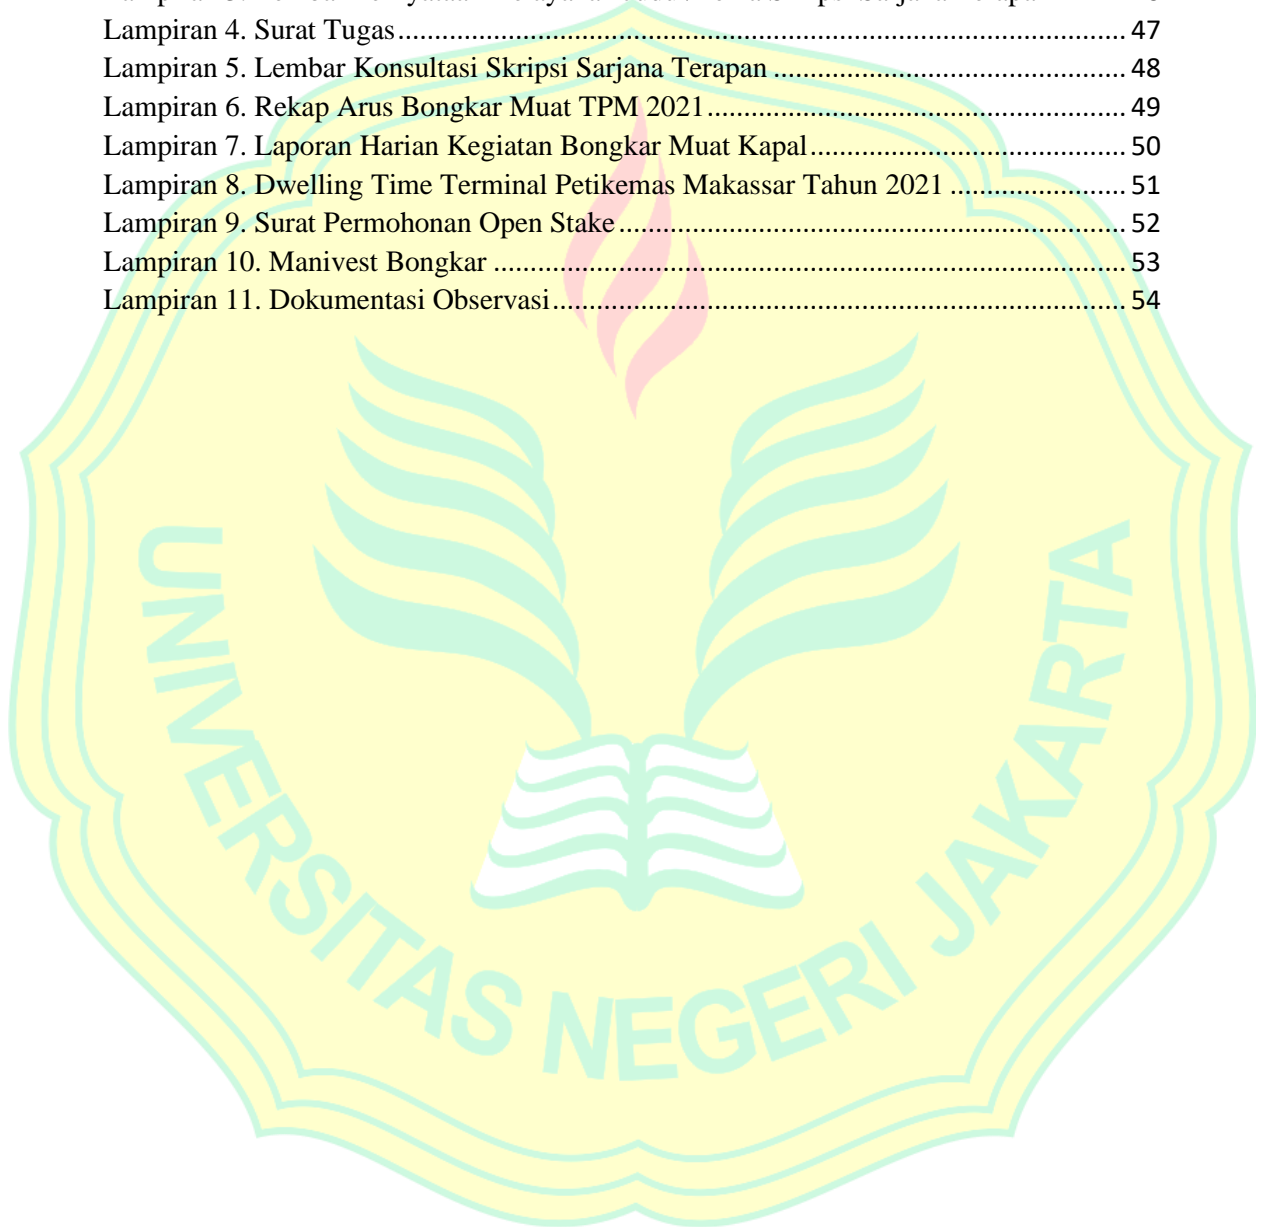 Lampiran 4. Surat Tugas........................................................................................................ 47
Lampiran 5. Lembar Konsultasi Skripsi Sarjana Terapan ................................................. 48
Lampiran 6. Rekap Arus Bongkar Muat TPM 2021........................................................... 49
Lampiran 7. Laporan Harian Kegiatan Bongkar Muat Kapal............................................ 50
Lampiran 8. Dwelling Time Terminal Petikemas Makassar Tahun 2021 ......................... 51
Lampiran 9. Surat Permohonan Open Stake....................................................................... 52
Lampiran 10. Manivest Bongkar ......................................................................................... 53
Lampiran 11. Dokumentasi Observasi................................................................................ 54
UNIVERSITAS NEGERI JAKARTA